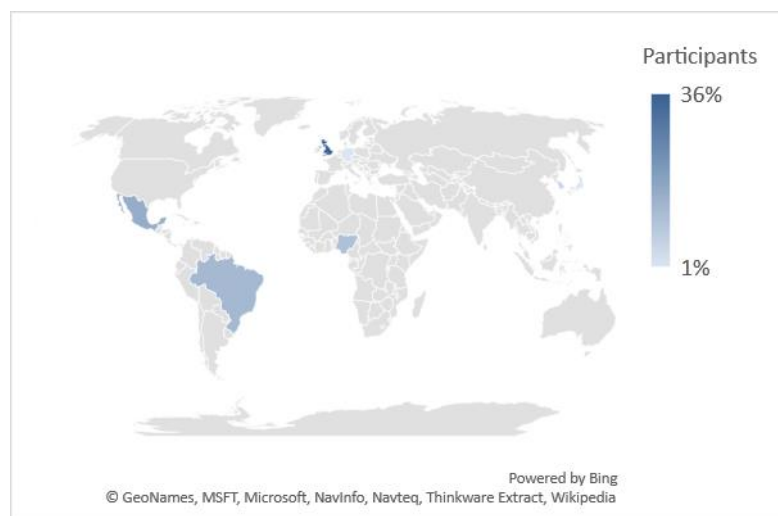 Participants
36%
1%
Powered by Bing
© GeoNames, MSFT, Microsoft, NavInfo, Navteq, Thinkware Extract, Wikipedia